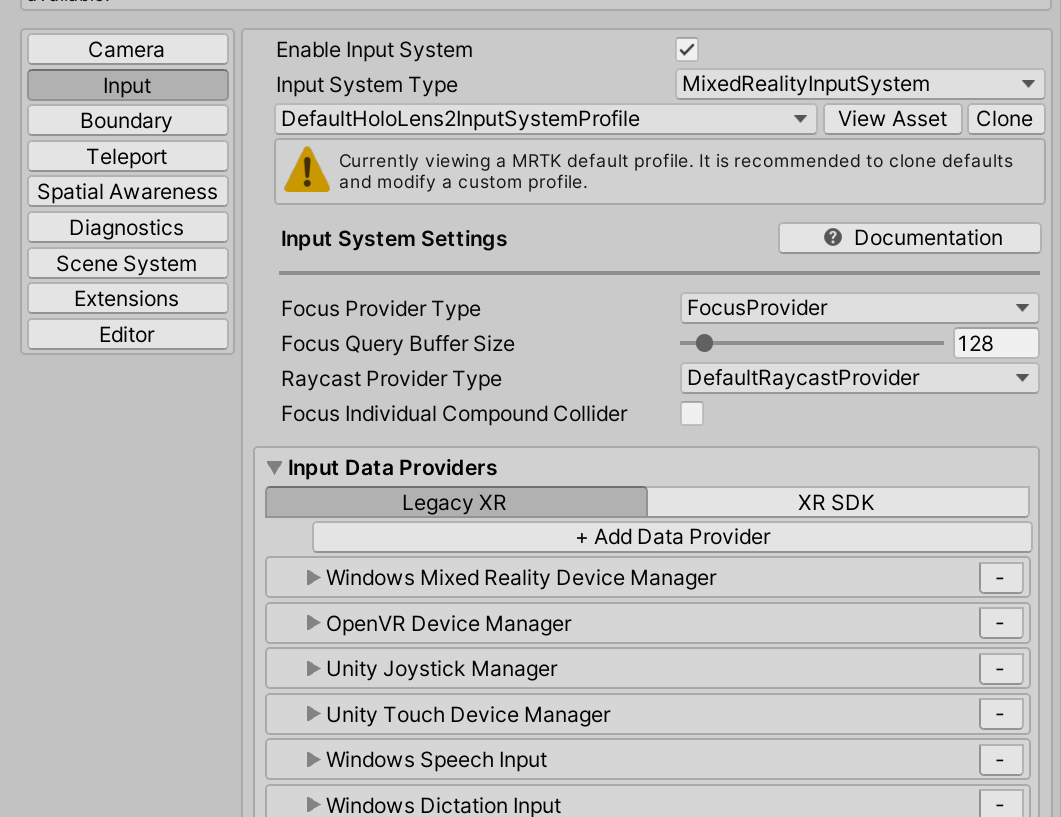 Camera
Input
Boundary
Teleport
Spatial Awareness
Diagnostics
Scene System
Extensions
Editor
Enable Input System
Input System Type MixedRealityInputSystem
DefaultHoloLens2InputSystemProfile View Asset Clone
Currently viewing a MRTK default profile. It is recommended to clone defaults
and modify a custom profile.
Input System Settings Documentation
Focus Provider Type FocusProvider
Focus Query Buffer Size 128
Raycast Provider Type DefaultRaycastProvider
Focus Individual Compound Collider
Input Data Providers
Legacy XR XR SDK
+ Add Data Provider
Windows Mixed Reality Device Manager -
OpenVR Device Manager -
Unity Joystick Manager -
Unity Touch Device Manager -
Windows Speech Input -
Windows Dictation Input -